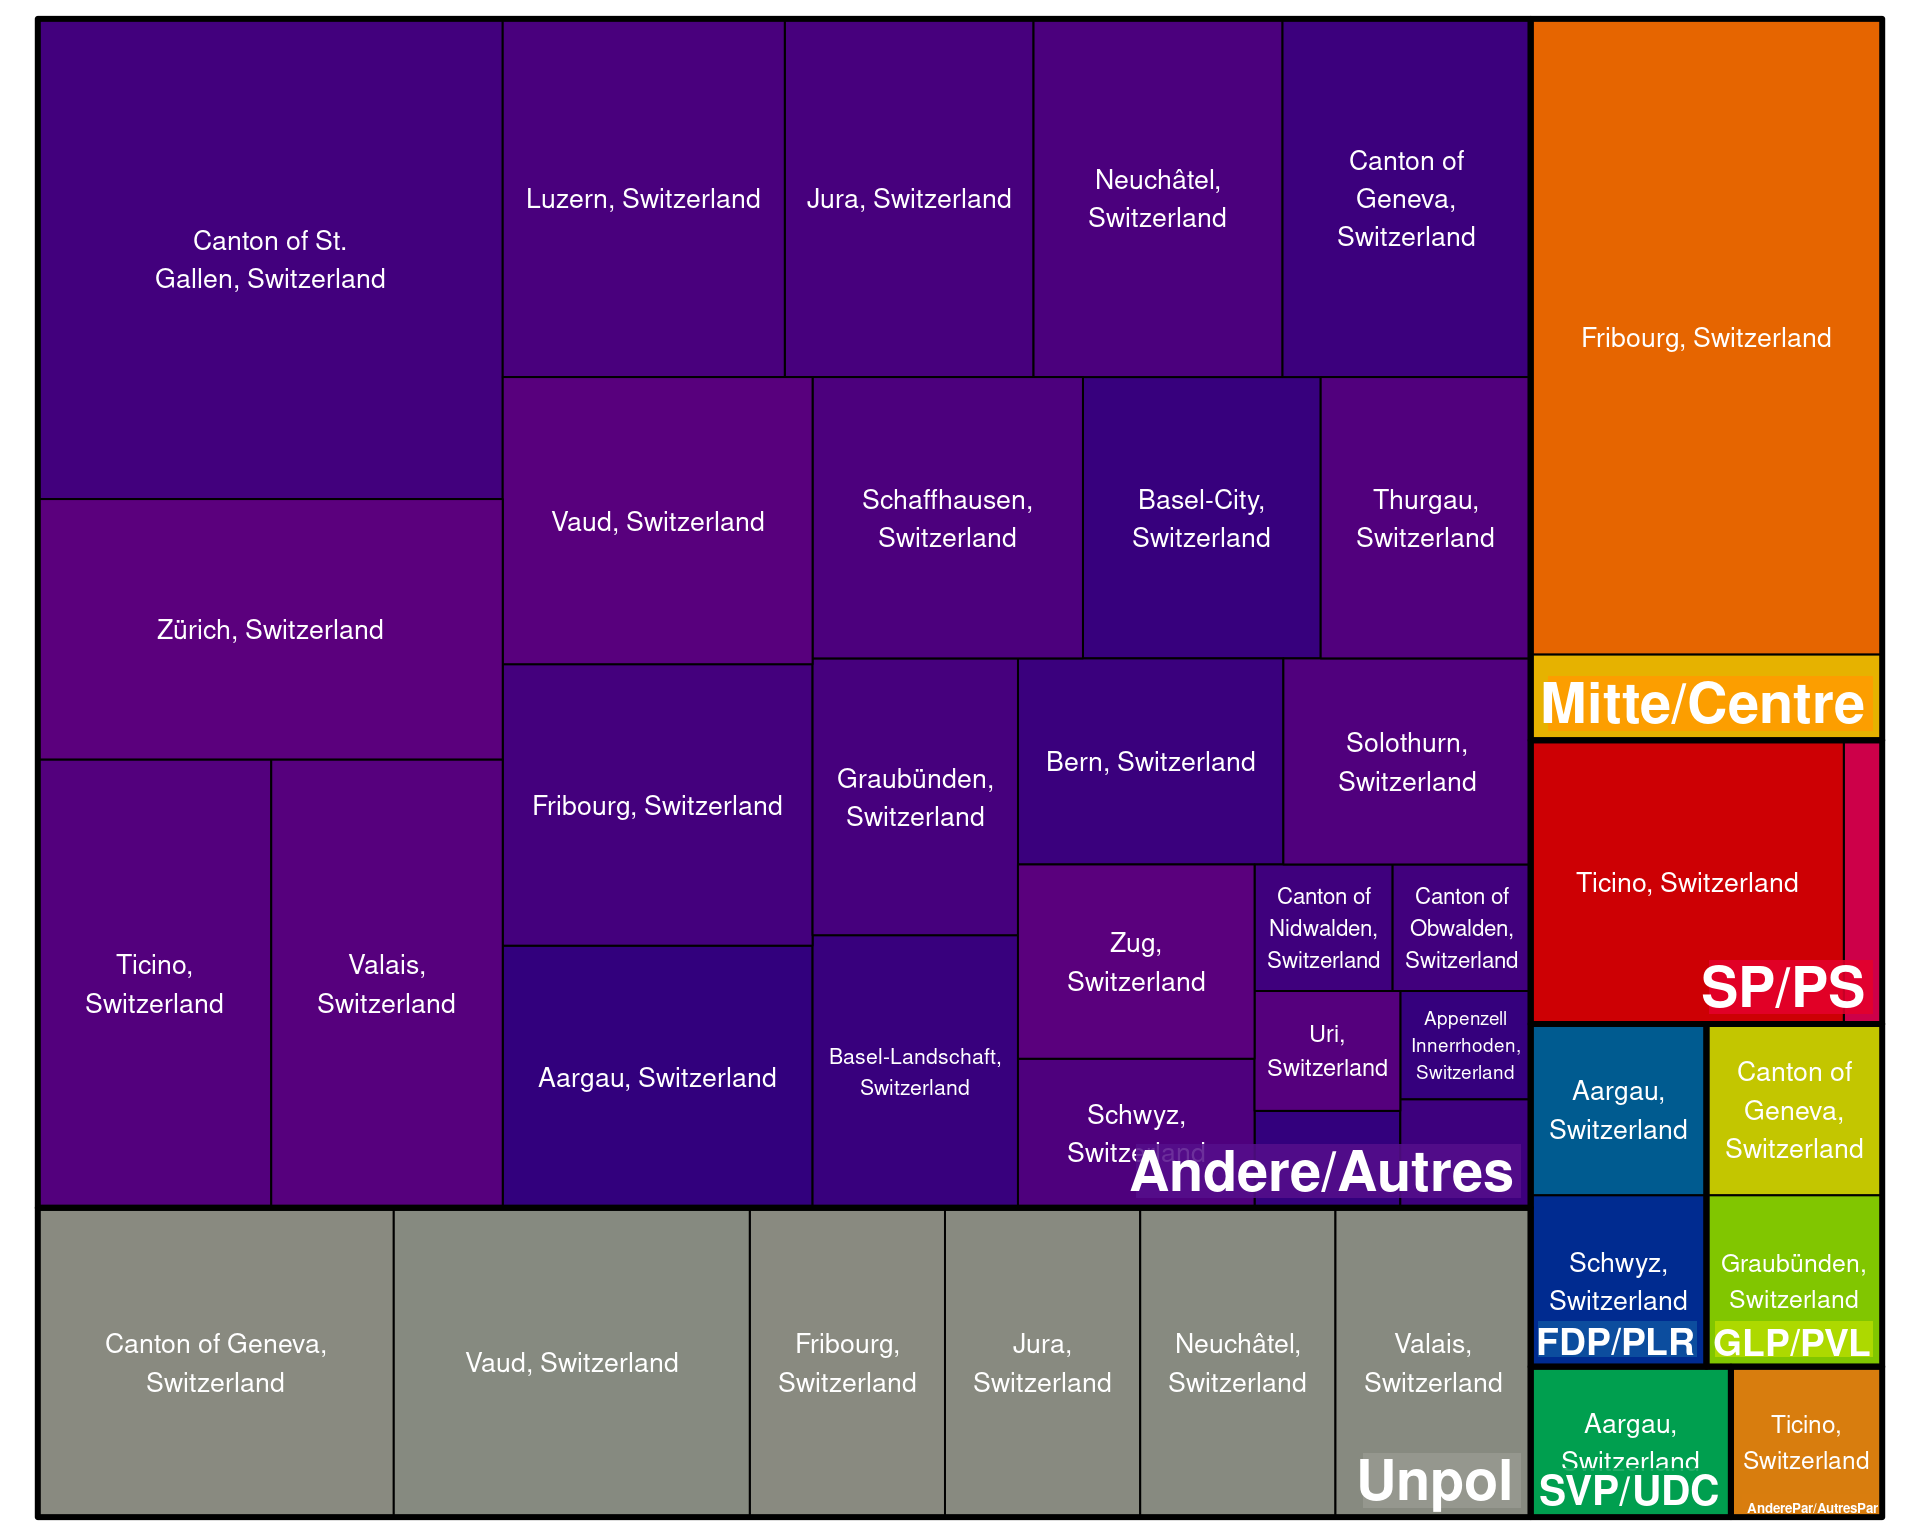 Canton of St.
Gallen, Switzerland
Luzern, Switzerland
Jura, Switzerland
Neuchâtel,
Switzerland
Canton of
Geneva,
Switzerland
Zürich, Switzerland
Vaud, Switzerland
Schaffhausen,
Switzerland
Basel-City,
Switzerland
Thurgau,
Switzerland
Ticino,
Switzerland
Valais,
Switzerland
Fribourg, Switzerland
Aargau, Switzerland
Graubünden,
Switzerland
Basel-Landschaft,
Switzerland
Bern, Switzerland
Solothurn,
Switzerland
Zug,
Switzerland
Schwyz,
Switzerland
Canton of
Nidwalden,
Switzerland
Canton of
Obwalden,
Switzerland
Uri,
Switzerland
Appenzell
Innerrhoden,
Switzerland
Andere/Autres
Canton of Geneva,
Switzerland
Vaud, Switzerland
Fribourg,
Switzerland
Jura,
Switzerland
Neuchâtel,
Switzerland
Valais,
Switzerland
Unpol
Fribourg, Switzerland
Mitte/Centre
Ticino, Switzerland
SP/PS
Aargau,
Switzerland
Schwyz,
Switzerland
FDP/PLR
Canton of
Geneva,
Switzerland
Graubünden,
Switzerland
GLP/PVL
Aargau,
Switzerland
SVP/UDC
Ticino,
Switzerland
AnderePar/AutresPar